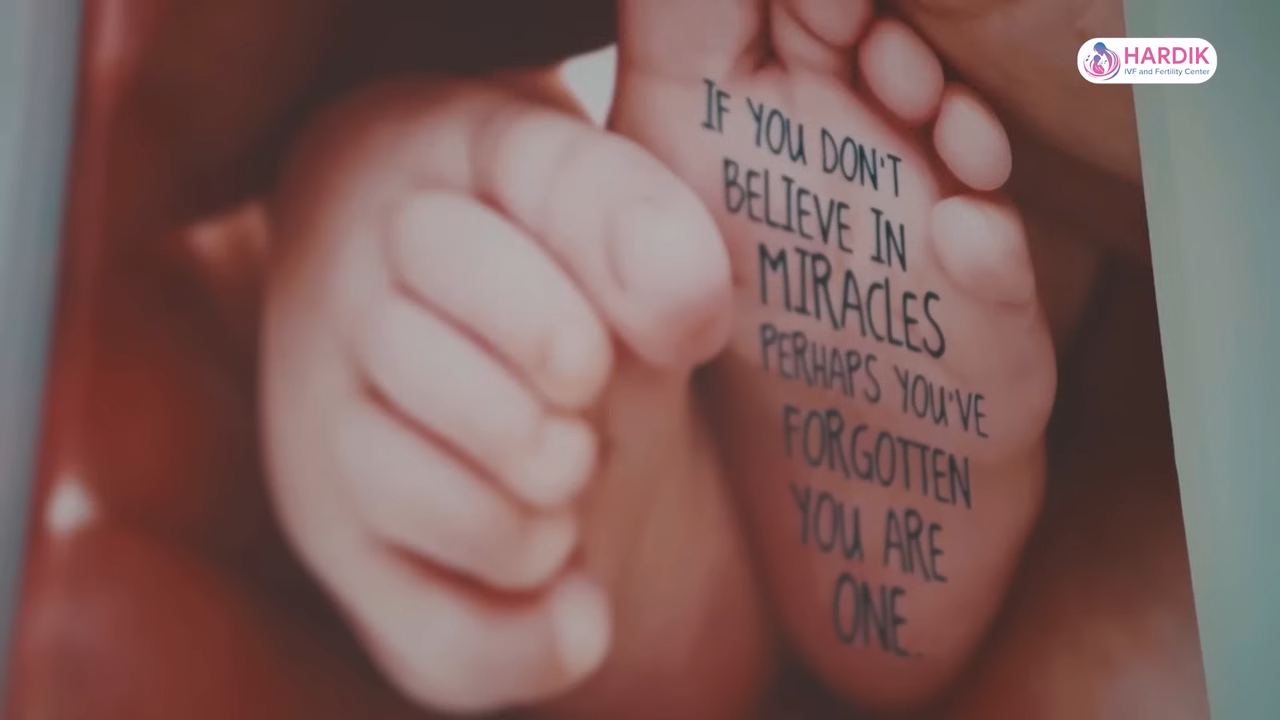 HARDIK
IVF and Fertility Center
IF YOU DON'T
BELIEVE IN
MIRACLES
PERHAPS YOU'VE
FORGOTTEN
YOU ARE
ONE.